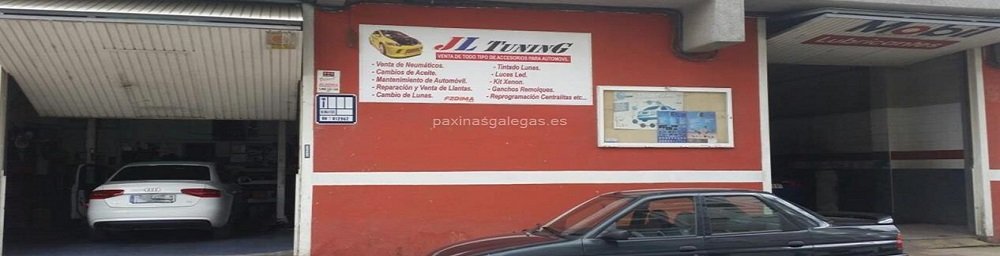 JL TUNING
VENTA DE TODO TIPO DE ACCESORIOS PARA AUTOMOVIL
- Venta de Neumáticos.
- Cambios de Aceite.
- Mantenimiento de Automóvil.
- Reparación y Venta de Llantas.
- Cambio de Lunas.
- Tintado Lunas.
- Luces Led.
- Kit Xenon.
- Ganchos Remolques.
- Reprogramación Centralitas etc...
FEDIMA
paxinasgalegas.es
Mobil